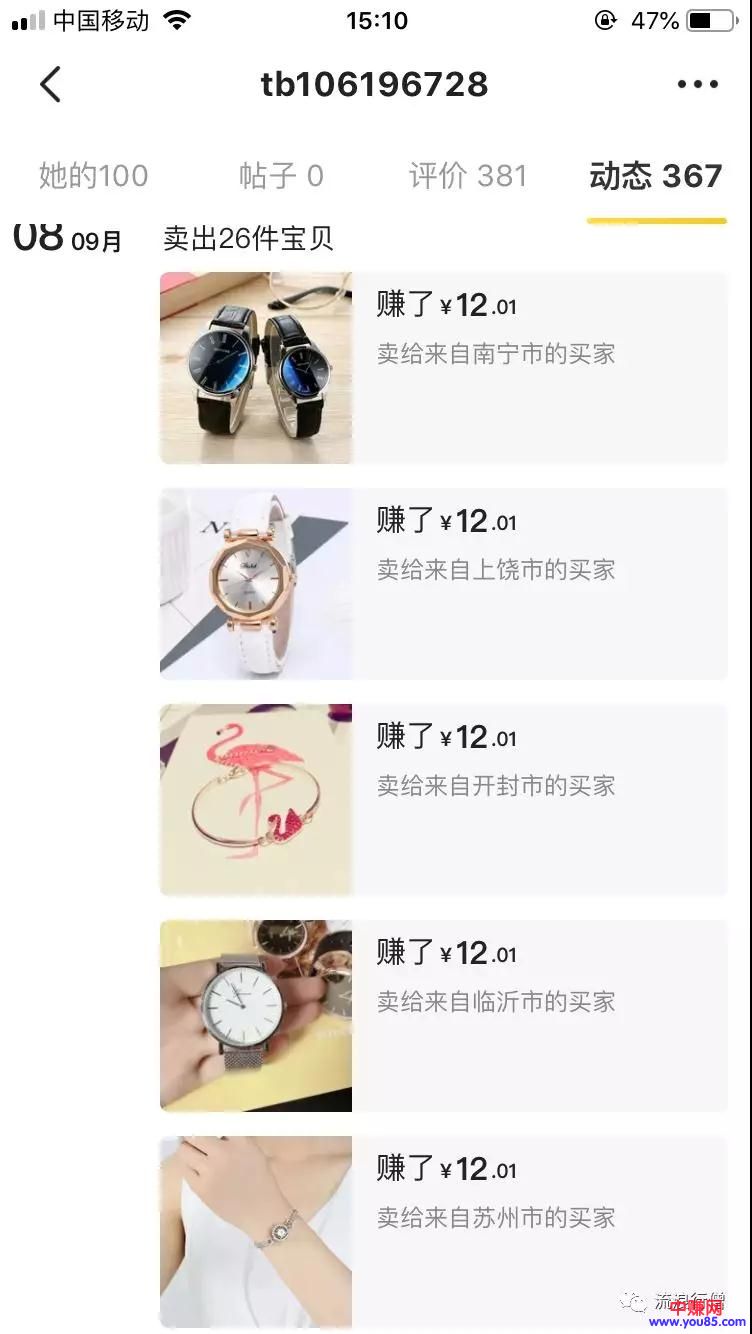 中国移动 15:10 47%
tb106196728
她的100 帖子 0 评价 381 动态 367
08 09月 卖出26件宝贝
赚了 ¥12.01
卖给来自南宁市的买家
赚了 ¥12.01
卖给来自上饶市的买家
赚了 ¥12.01
卖给来自开封市的买家
赚了 ¥12.01
卖给来自临沂市的买家
赚了 ¥12.01
卖给来自苏州市的买家
流浪行僧
中赚网
www.you85.com